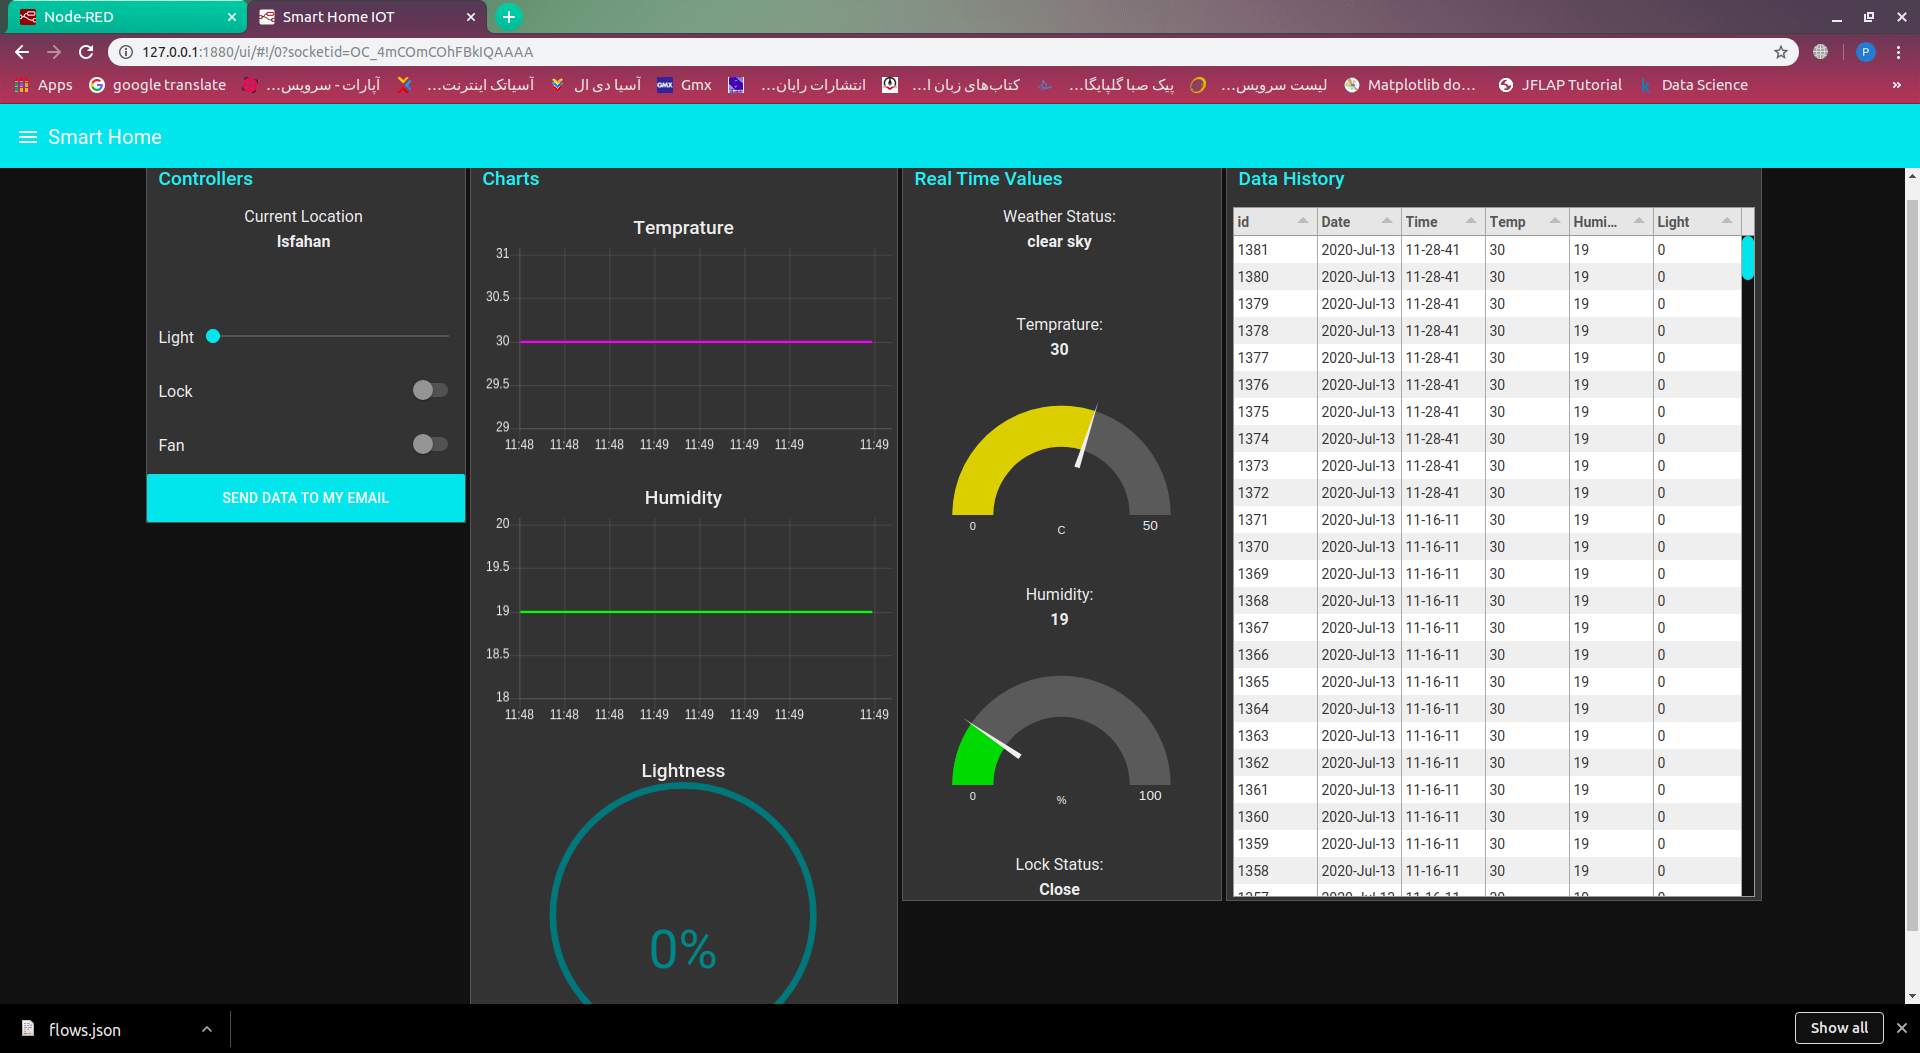 Node-RED
Smart Home IOT
127.0.0.1:1880/ui/#!/0?socketid=OC_4mCOmCOhFBkIQAAAA
P
Apps
google translate
آپارات - سرویس...
آسیاتک اینترنت...
آسیا دی ال
GMX
Gmx
انتشارات رایان...
کتاب‌های زبان ا...
پیک صبا گلپایگا...
لیست سرویس...
Matplotlib do...
JFLAP Tutorial
k
Data Science
»
Smart Home
Controllers
Current Location
Isfahan
Light
Lock
Fan
SEND DATA TO MY EMAIL
Charts
Temprature
31
30.5
30
29.5
29
11:48 11:48 11:48 11:49 11:49 11:49 11:49 11:49
Humidity
20
19.5
19
18.5
18
11:48 11:48 11:48 11:49 11:49 11:49 11:49 11:49
Lightness
0%
Real Time Values
Weather Status:
clear sky
Temprature:
30
0 C 50
Humidity:
19
0 % 100
Lock Status:
Close
Data History
id Date Time Temp Humi... Light
1381 2020-Jul-13 11-28-41 30 19 0
1380 2020-Jul-13 11-28-41 30 19 0
1379 2020-Jul-13 11-28-41 30 19 0
1378 2020-Jul-13 11-28-41 30 19 0
1377 2020-Jul-13 11-28-41 30 19 0
1376 2020-Jul-13 11-28-41 30 19 0
1375 2020-Jul-13 11-28-41 30 19 0
1374 2020-Jul-13 11-28-41 30 19 0
1373 2020-Jul-13 11-28-41 30 19 0
1372 2020-Jul-13 11-28-41 30 19 0
1371 2020-Jul-13 11-16-11 30 19 0
1370 2020-Jul-13 11-16-11 30 19 0
1369 2020-Jul-13 11-16-11 30 19 0
1368 2020-Jul-13 11-16-11 30 19 0
1367 2020-Jul-13 11-16-11 30 19 0
1366 2020-Jul-13 11-16-11 30 19 0
1365 2020-Jul-13 11-16-11 30 19 0
1364 2020-Jul-13 11-16-11 30 19 0
1363 2020-Jul-13 11-16-11 30 19 0
1362 2020-Jul-13 11-16-11 30 19 0
1361 2020-Jul-13 11-16-11 30 19 0
1360 2020-Jul-13 11-16-11 30 19 0
1359 2020-Jul-13 11-16-11 30 19 0
1358 2020-Jul-13 11-16-11 30 19 0
flows.json
Show all